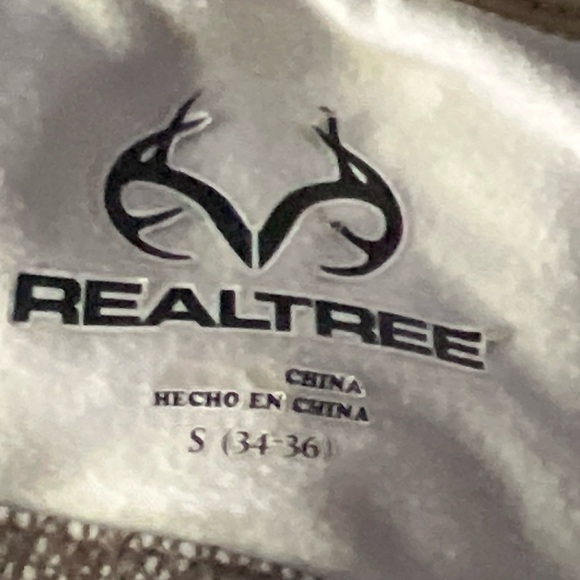 REALTREE
CHINA
HECHO EN CHINA
S (34-36)